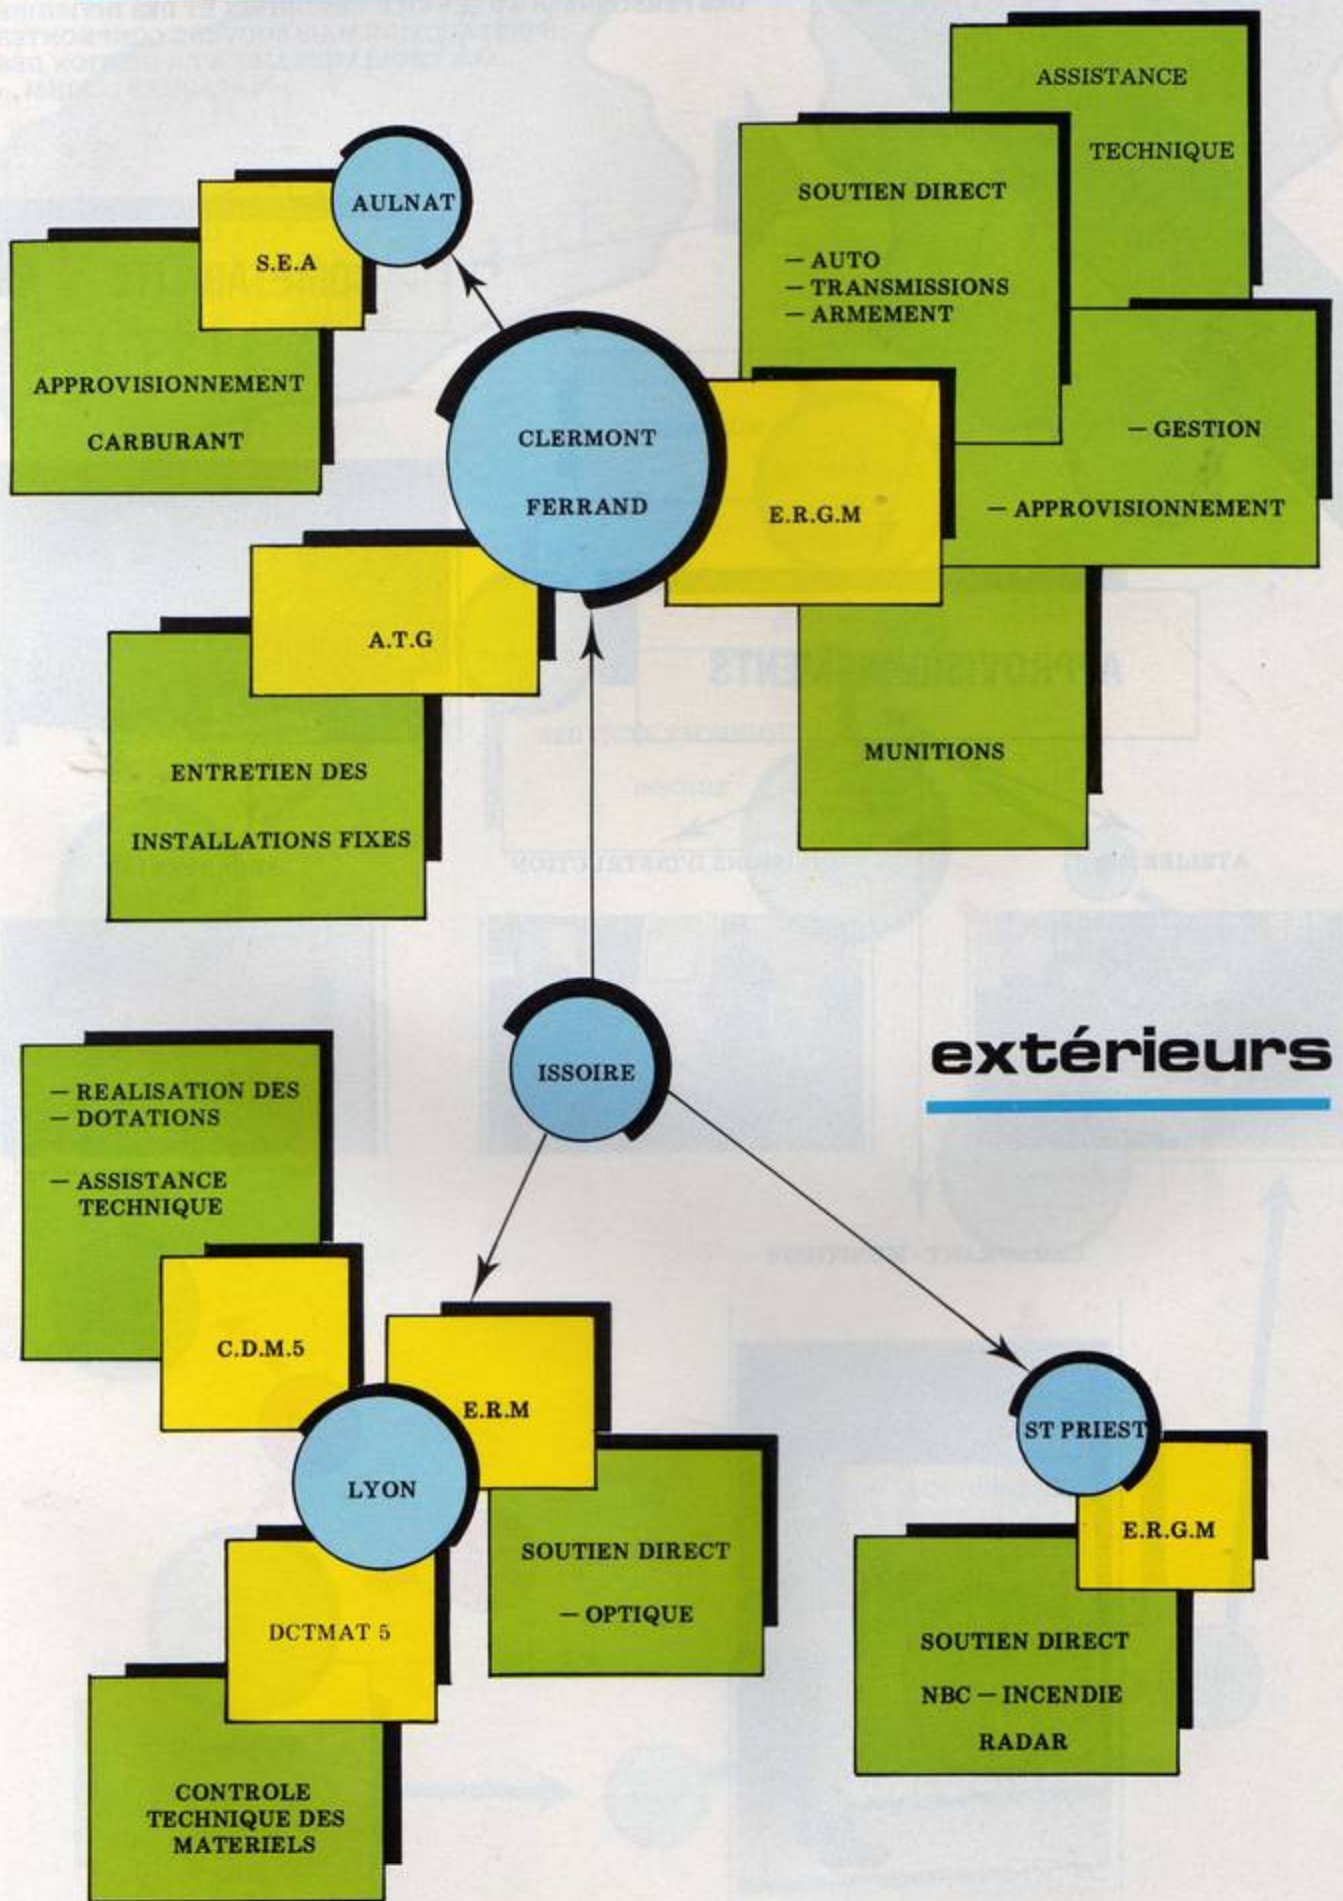 ASSISTANCE
TECHNIQUE
SOUTIEN DIRECT
— AUTO
— TRANSMISSIONS
— ARMEMENT
AULNAT
S.E.A
APPROVISIONNEMENT
CARBURANT
CLERMONT
FERRAND
E.R.G.M
— GESTION
— APPROVISIONNEMENT
A.T.G
ENTRETIEN DES
INSTALLATIONS FIXES
MUNITIONS
ISSOIRE
extérieurs
— REALISATION DES
— DOTATIONS
— ASSISTANCE
TECHNIQUE
C.D.M.5
E.R.M
LYON
SOUTIEN DIRECT
— OPTIQUE
DCTMAT 5
CONTROLE
TECHNIQUE DES
MATERIELS
ST PRIEST
E.R.G.M
SOUTIEN DIRECT
NBC — INCENDIE
RADAR